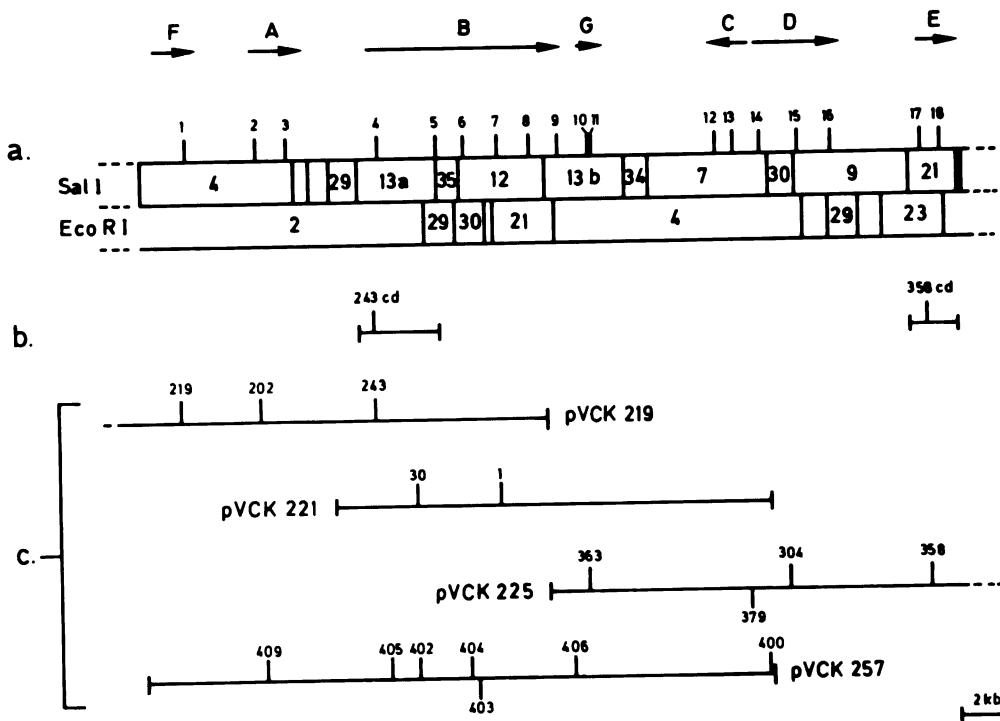 F A B G C D E
1 2 3 4 5 6 7 8 9 10 11 12 13 14 15 16 17 18
a.
Sal I 4 29 13a 35 12 13 b 34 7 30 9 21
Eco R I 2 29 30 21 4 29 23
243 cd 358 cd
b.
219 202 243
pVCK 219
30 1
pVCK 221
c.
363 304 358
pVCK 225
379
409 405 402 404 406 400
pVCK 257
403
2 kb